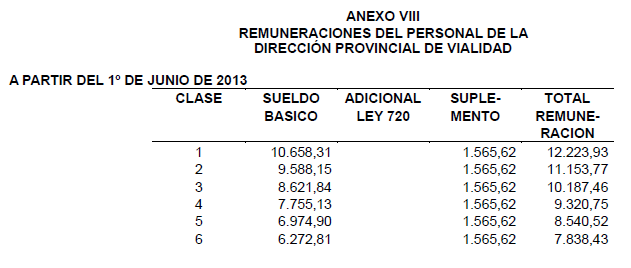 ANEXO VIII
REMUNERACIONES DEL PERSONAL DE LA
DIRECCIÓN PROVINCIAL DE VIALIDAD
A PARTIR DEL 1º DE JUNIO DE 2013
CLASE SUELDO ADICIONAL SUPLE- TOTAL
BASICO LEY 720 MENTO REMUNE-
RACION
1 10.658,31 1.565,62 12.223,93
2 9.588,15 1.565,62 11.153,77
3 8.621,84 1.565,62 10.187,46
4 7.755,13 1.565,62 9.320,75
5 6.974,90 1.565,62 8.540,52
6 6.272,81 1.565,62 7.838,43